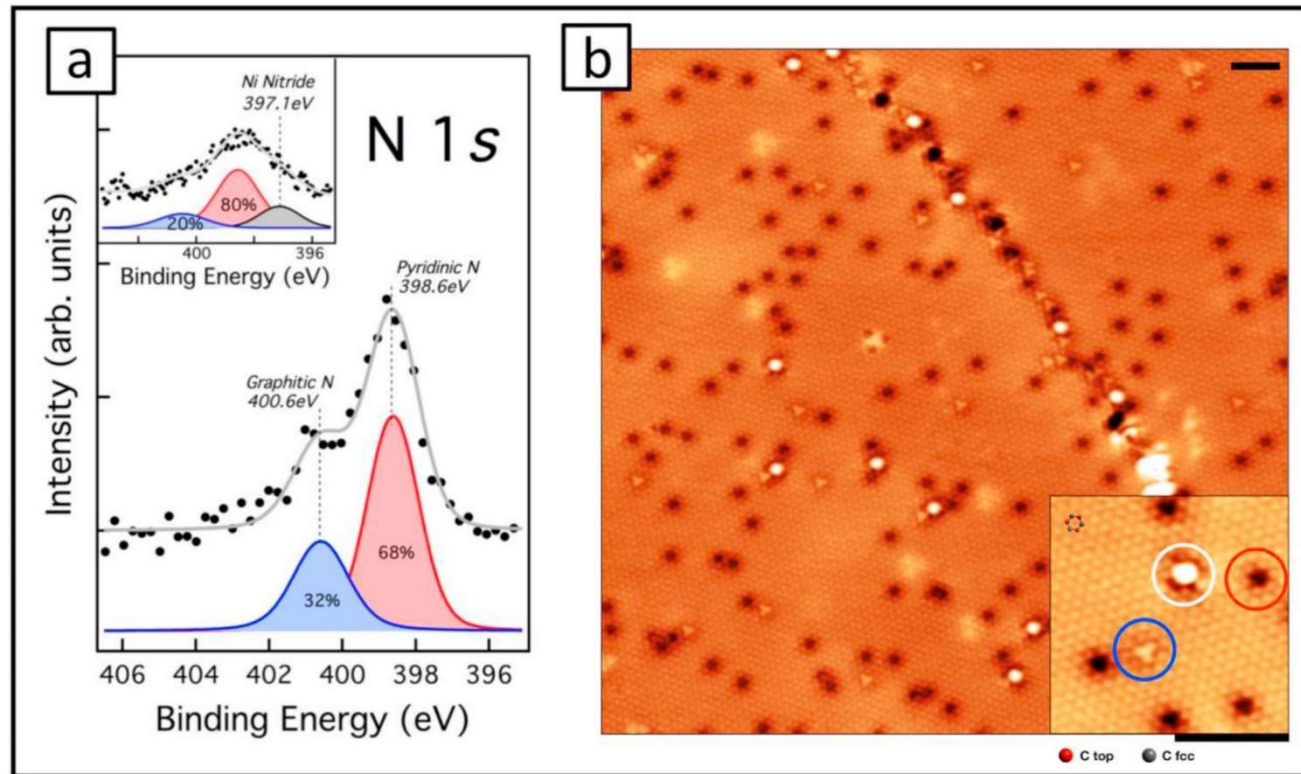 a
Ni Nitride
397.1eV
N 1s
80%
20%
400
396
Binding Energy (eV)
Pyridinic N
398.6eV
Graphitic N
400.6eV
68%
32%
Intensity (arb. units)
406
404
402
400
398
396
Binding Energy (eV)
b
C top
C fcc